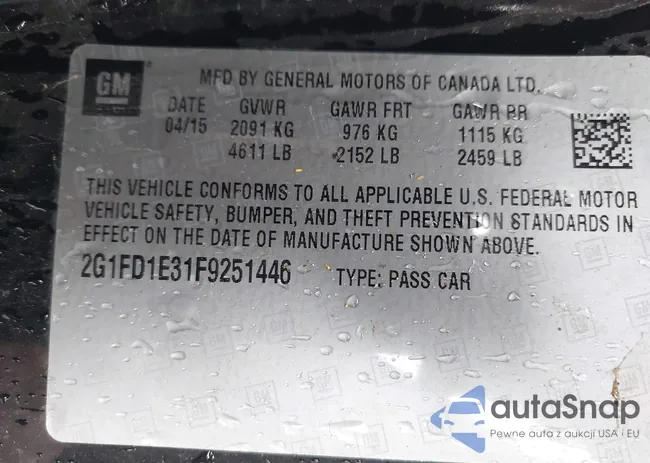 GM
MFD BY GENERAL MOTORS OF CANADA LTD.
DATE GVWR GAWR FRT GAWR RR
04/15 2091 KG 976 KG 1115 KG
4611 LB 2152 LB 2459 LB
THIS VEHICLE CONFORMS TO ALL APPLICABLE U.S. FEDERAL MOTOR
VEHICLE SAFETY, BUMPER, AND THEFT PREVENTION STANDARDS IN
EFFECT ON THE DATE OF MANUFACTURE SHOWN ABOVE.
2G1FD1E31F9251446 TYPE: PASS CAR
autaSnap
Pewne auta z aukcji USA i EU